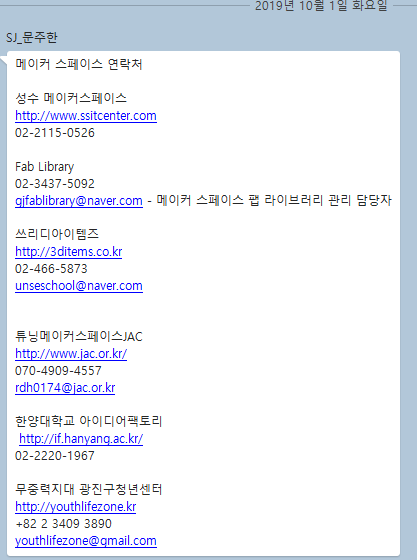 2019년 10월 1일 화요일
SJ_문주한
메이커 스페이스 연락처
성수 메이커스페이스
http://www.ssitcenter.com
02-2115-0526
Fab Library
02-3437-5092
qjfablibrary@naver.com - 메이커 스페이스 팹 라이브러리 관리 담당자
쓰리디아이템즈
http://3ditems.co.kr
02-466-5873
unseschool@naver.com
튜닝메이커스페이스JAC
http://www.jac.or.kr/
070-4909-4557
rdh0174@jac.or.kr
한양대학교 아이디어팩토리
http://if.hanyang.ac.kr/
02-2220-1967
무중력지대 광진구청년센터
http://youthlifezone.kr
+82 2 3409 3890
youthlifezone@gmail.com